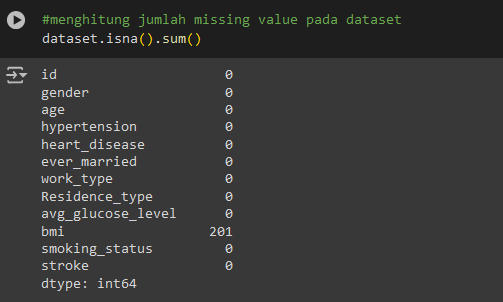 #menghitung jumlah missing value pada dataset
dataset.isna().sum()
id 0
gender 0
age 0
hypertension 0
heart_disease 0
ever_married 0
work_type 0
Residence_type 0
avg_glucose_level 0
bmi 201
smoking_status 0
stroke 0
dtype: int64